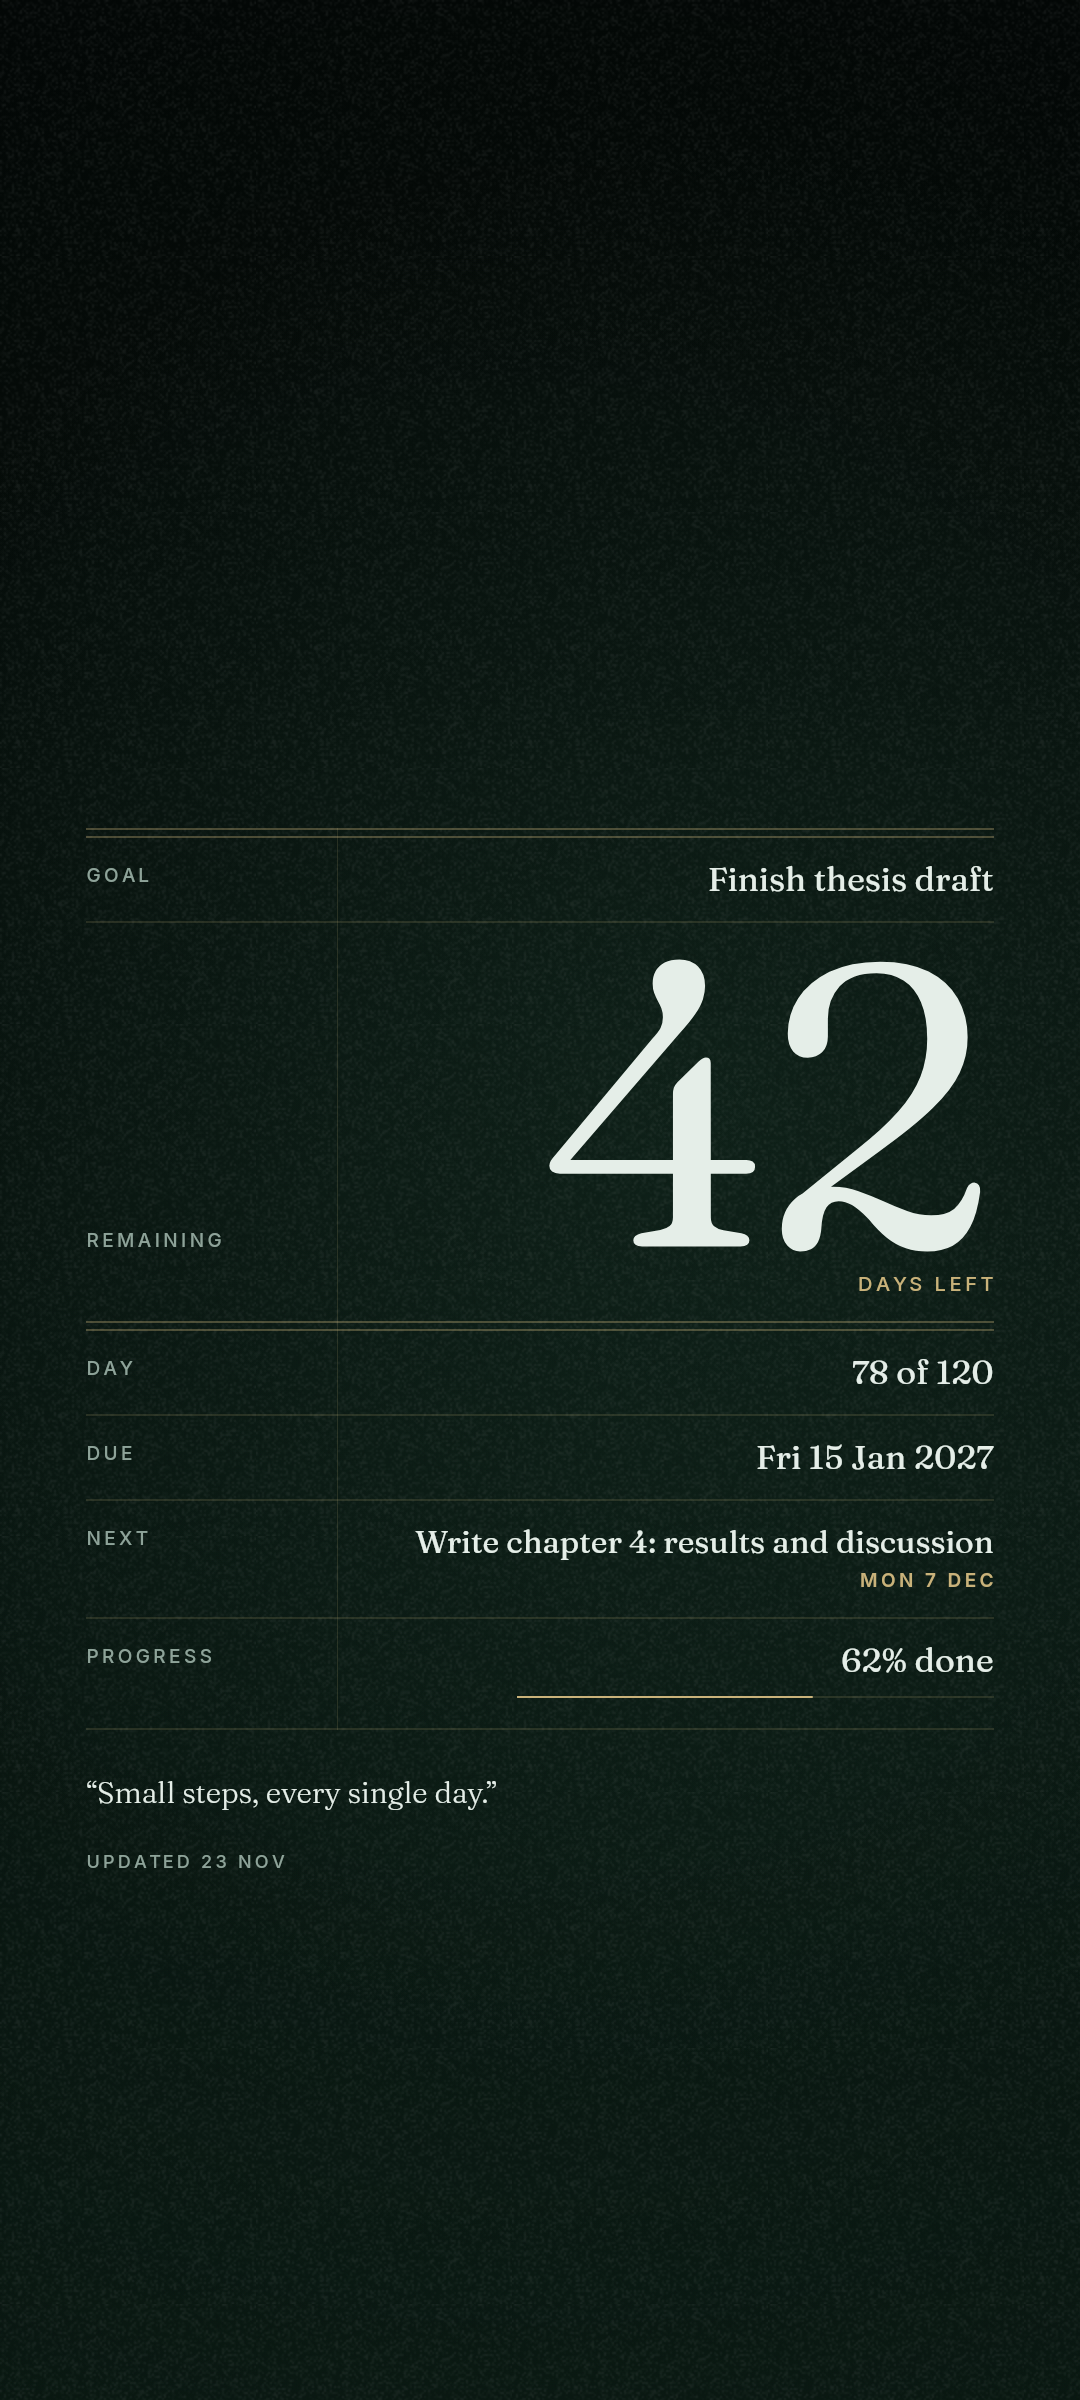 GOAL
Finish thesis draft
42
REMAINING
DAYS LEFT
DAY
78 of 120
DUE
Fri 15 Jan 2027
NEXT
Write chapter 4: results and discussion
MON 7 DEC
PROGRESS
62% done
“Small steps, every single day.”
UPDATED 23 NOV